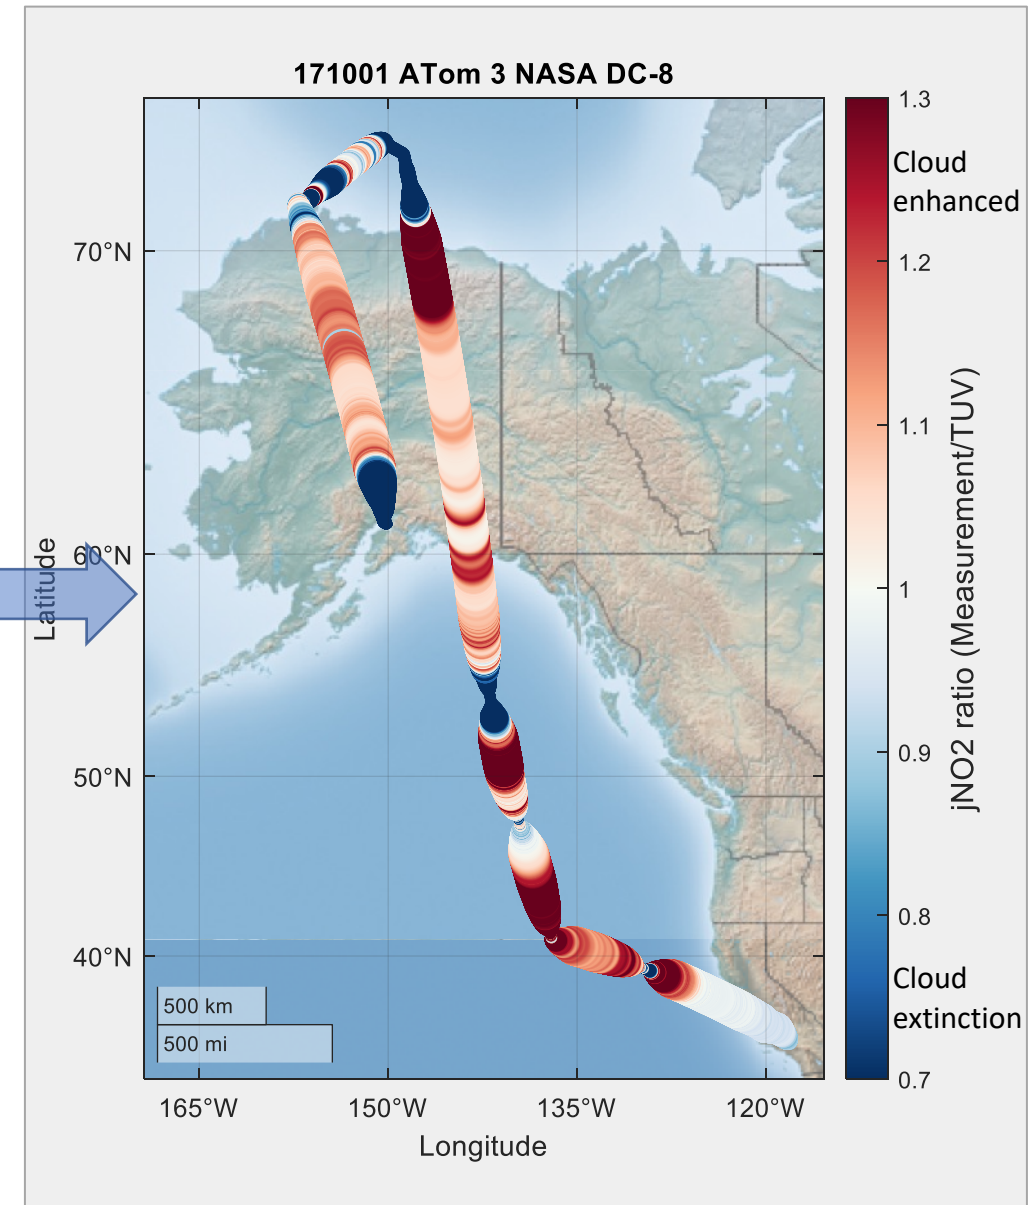 171001 ATom 3 NASA DC-8
1.3
Cloud
enhanced
1.2
1.1
1
0.9
0.8
Cloud
extinction
0.7
jNO2 ratio (Measurement/TUV)
70°N
60°N
50°N
40°N
Latitude
500 km
500 mi
165°W
150°W
135°W
120°W
Longitude